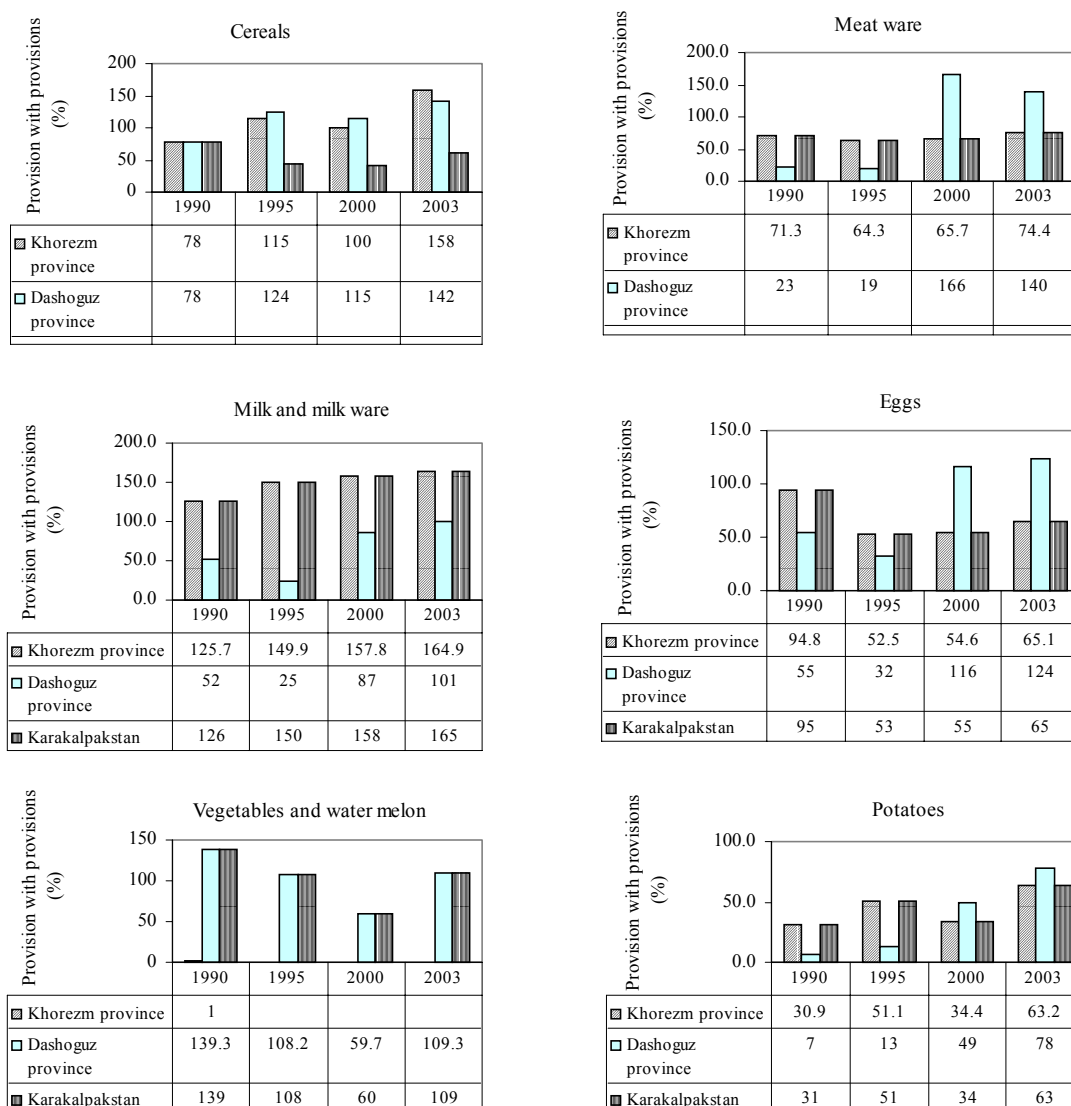 Cereals
Provision with provisions
(%)
200
150
100
50
0
1990 1995 2000 2003
Khorezm 78 115 100 158
province
Dashoguz 78 124 115 142
province
Meat ware
Provision with provisions
(%)
200.0
150.0
100.0
50.0
0.0
1990 1995 2000 2003
Khorezm 71.3 64.3 65.7 74.4
province
Dashoguz 23 19 166 140
province
Milk and milk ware
Provision with provisions
(%)
200.0
150.0
100.0
50.0
0.0
1990 1995 2000 2003
Khorezm province 125.7 149.9 157.8 164.9
Dashoguz 52 25 87 101
province
Karakalpakstan 126 150 158 165
Eggs
Provision with provisions
(%)
150.0
100.0
50.0
0.0
1990 1995 2000 2003
Khorezm province 94.8 52.5 54.6 65.1
Dashoguz 55 32 116 124
province
Karakalpakstan 95 53 55 65
Vegetables and water melon
Provision with provisions
(%)
150
100
50
0
1990 1995 2000 2003
Khorezm province 1
Dashoguz 139.3 108.2 59.7 109.3
province
Karakalpakstan 139 108 60 109
Potatoes
Provision with provisions
(%)
100.0
50.0
0.0
1990 1995 2000 2003
Khorezm province 30.9 51.1 34.4 63.2
Dashoguz 7 13 49 78
province
Karakalpakstan 31 51 34 63